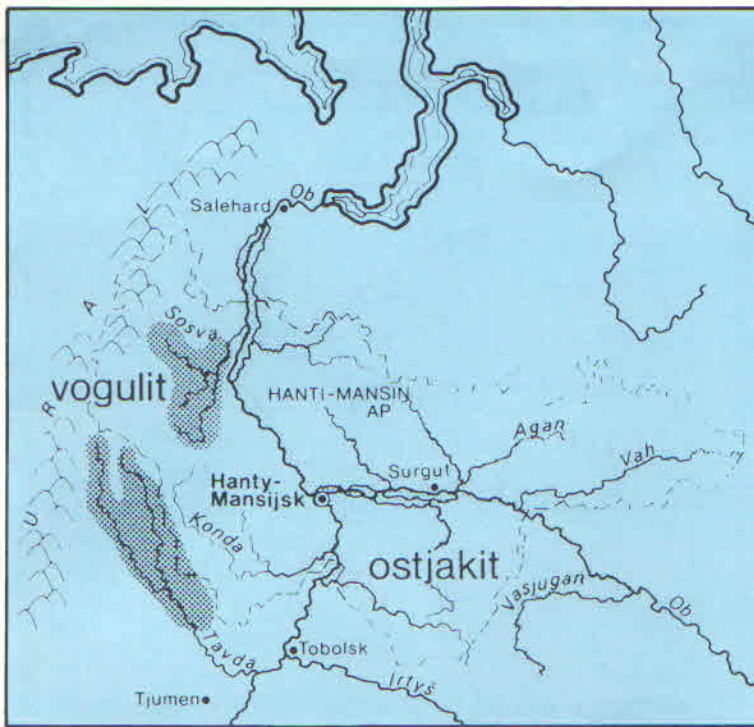 Ob
Salehard
URAL
Sosva
vogulit
HANTI-MANSIN
AP
Agan
Surgut
Vah
Hanty-
Mansijsk
Konda
ostjakit
Vasjugan
Ob
Tavda
Tobolsk
Irtyš
Tjumen